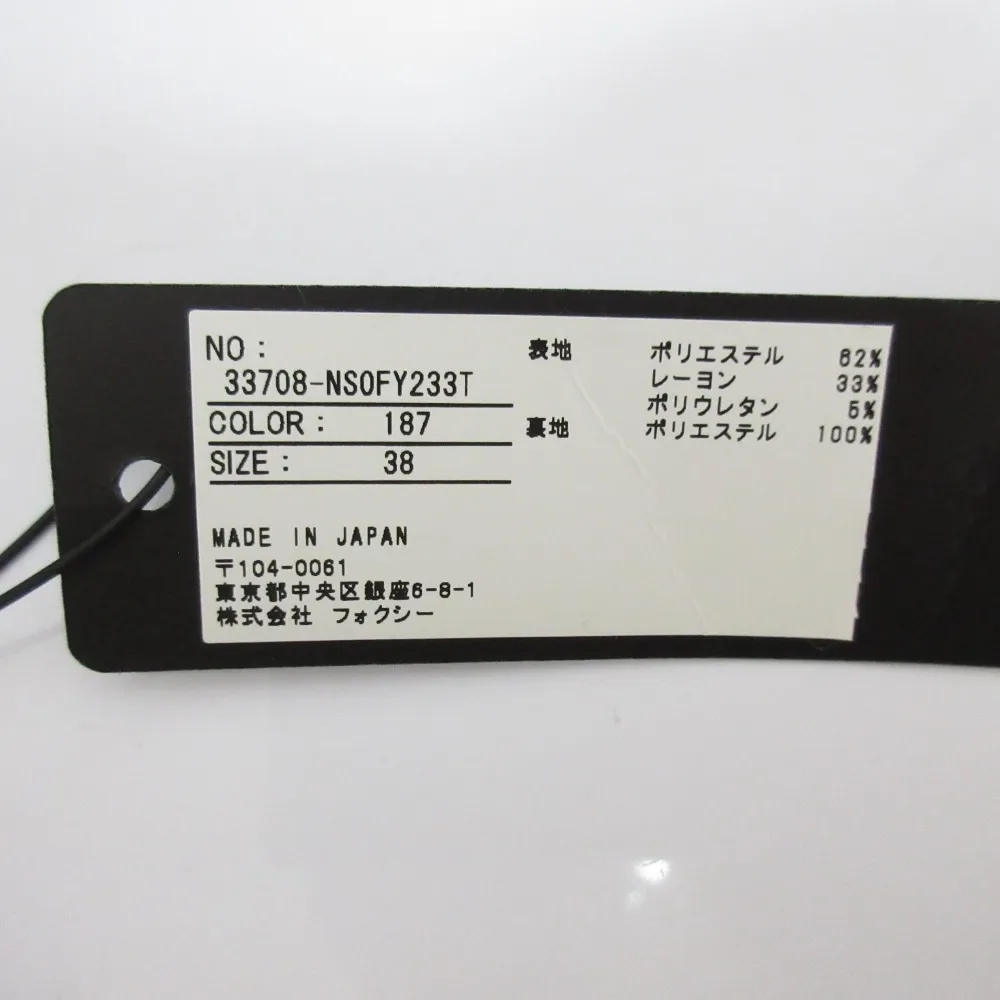 NO :
33708-NS0FY233T
COLOR : 187
SIZE : 38
MADE IN JAPAN
〒104-0061
東京都中央区銀座6-8-1
株式会社 フォクシー
表地 ポリエステル 62%
レーヨン 33%
ポリウレタン 5%
裏地 ポリエステル 100%